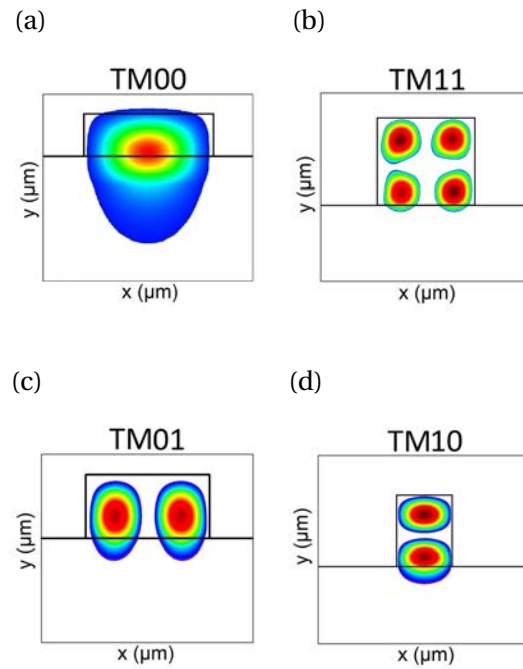 (a)
TM00
y (µm)
x (µm)
(b)
TM11
y (µm)
x (µm)
(c)
TM01
y (µm)
x (µm)
(d)
TM10
y (µm)
x (µm)